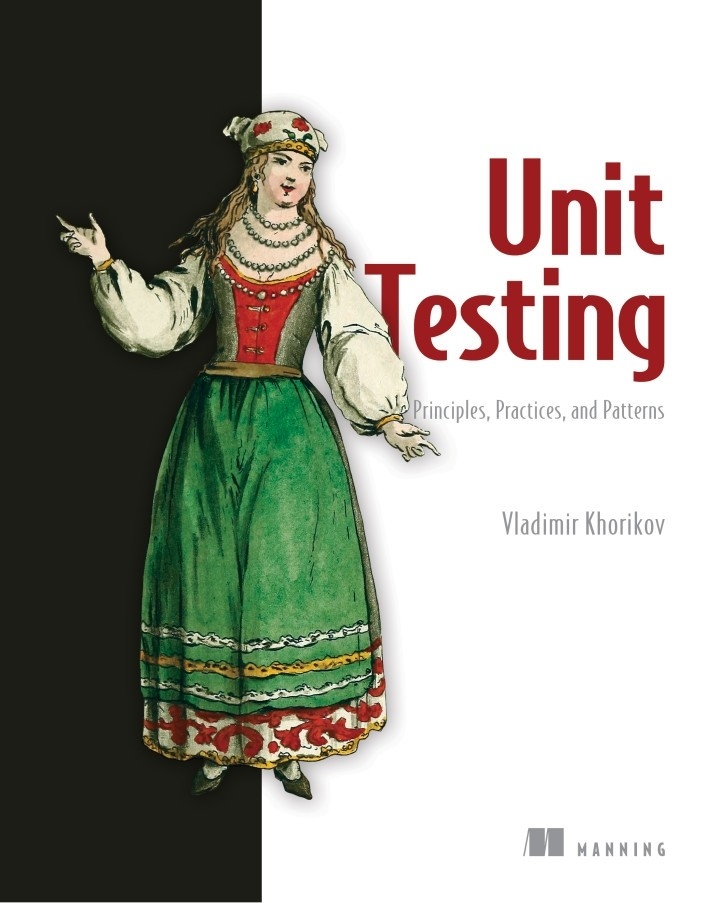 Unit
Testing
Principles, Practices, and Patterns
Vladimir Khorikov
MANNING